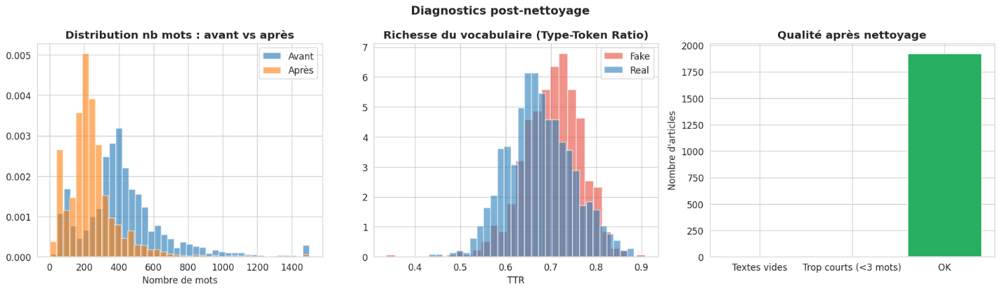 Diagnostics post-nettoyage
Distribution nb mots : avant vs après
0.005
0.004
0.003
0.002
0.001
0.000
Avant
Après
0 200 400 600 800 1000 1200 1400
Nombre de mots
Richesse du vocabulaire (Type-Token Ratio)
7
6
5
4
3
2
1
0
Fake
Real
0.4 0.5 0.6 0.7 0.8 0.9
TTR
Qualité après nettoyage
Nombre d'articles
2000
1750
1500
1250
1000
750
500
250
0
Textes vides Trop courts (<3 mots) OK